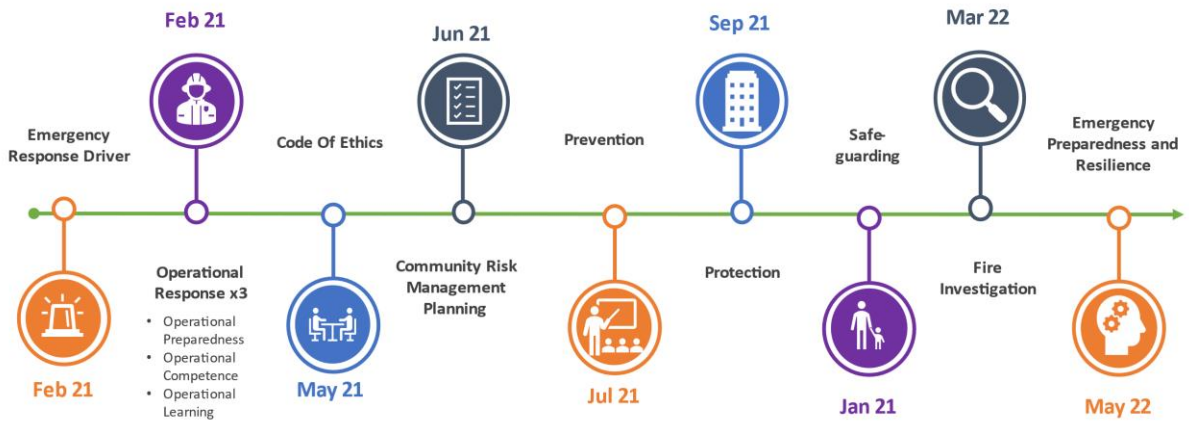 Emergency
Response Driver
Feb 21
Feb 21
Operational
Response x3
• Operational
Preparedness
• Operational
Competence
• Operational
Learning
Code Of Ethics
May 21
Jun 21
Community Risk
Management
Planning
Prevention
Jul 21
Sep 21
Protection
Safe-
guarding
Jan 21
Mar 22
Fire
Investigation
Emergency
Preparedness and
Resilience
May 22